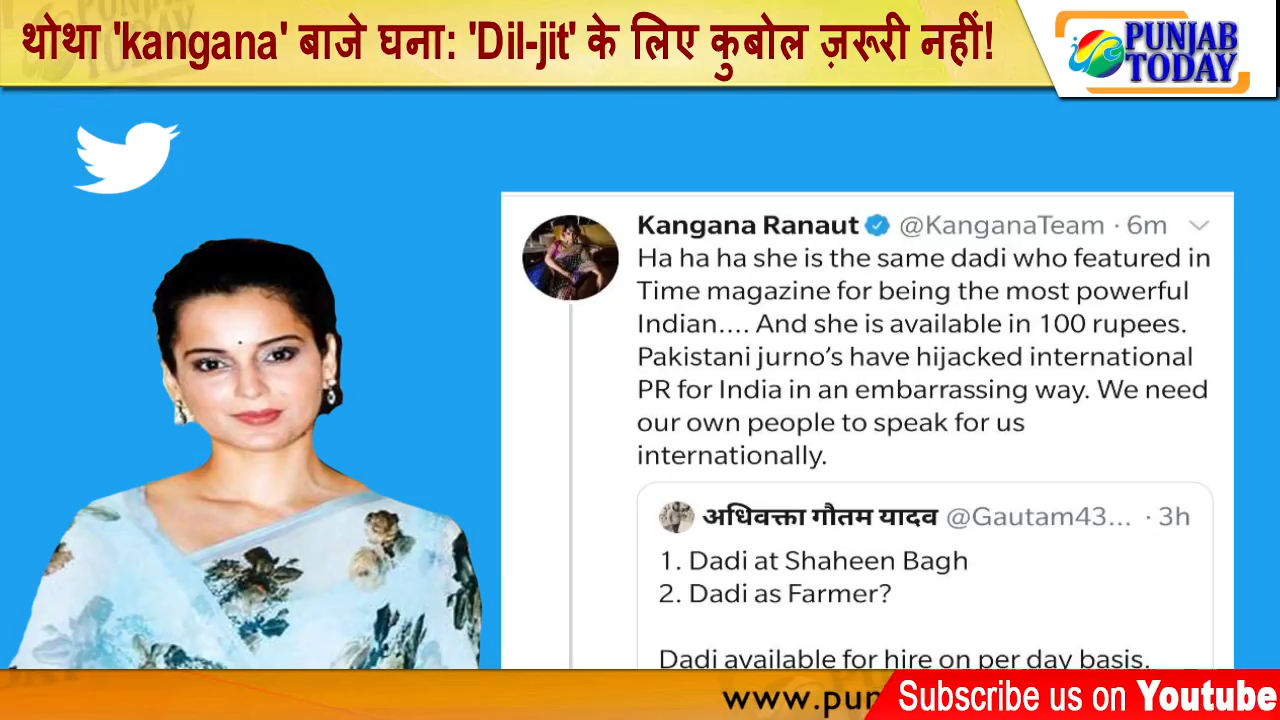 थोथा 'kangana' बाजे घना: 'Dil-jit' के लिए कुबोल ज़रूरी नहीं!
PUNJAB
TODAY
Kangana Ranaut @KanganaTeam · 6m
Ha ha ha she is the same dadi who featured in
Time magazine for being the most powerful
Indian.... And she is available in 100 rupees.
Pakistani jurno’s have hijacked international
PR for India in an embarrassing way. We need
our own people to speak for us
internationally.
अधिवक्ता गौतम यादव @Gautam43... · 3h
1. Dadi at Shaheen Bagh
2. Dadi as Farmer?
Dadi available for hire on per day basis.
www.pun
Subscribe us on Youtube